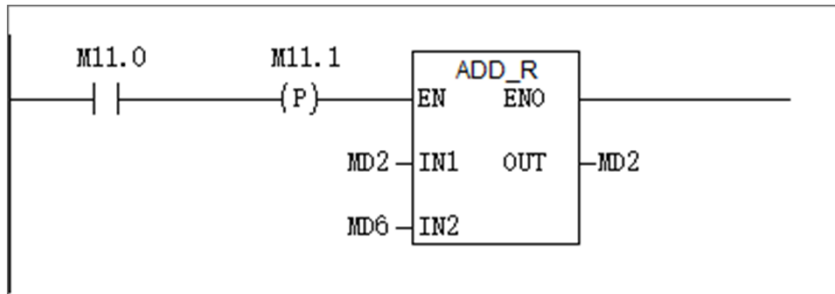 M11.0 M11.1
ADD_R
(P) EN ENO
MD2 IN1 OUT MD2
MD6 IN2